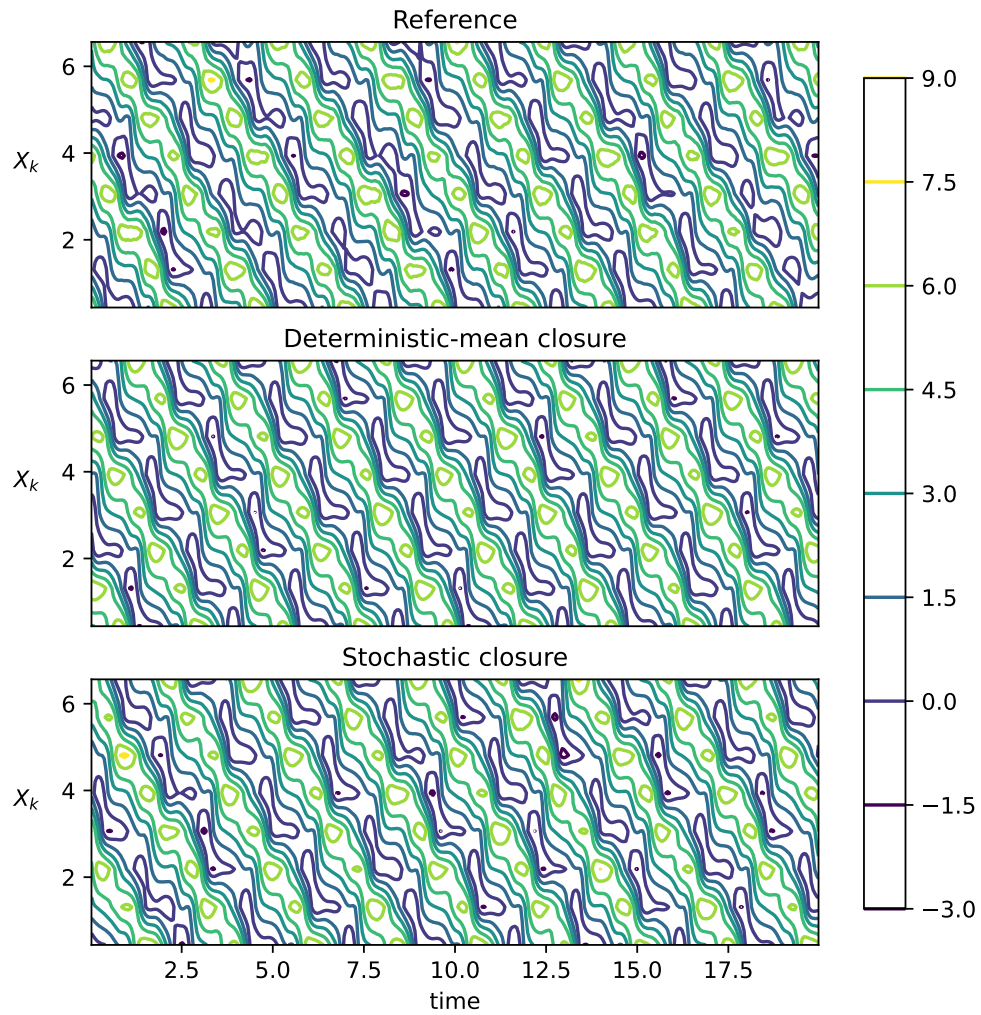 Reference
6
4
2
X_k
Deterministic-mean closure
6
4
2
X_k
Stochastic closure
6
4
2
X_k
2.5 5.0 7.5 10.0 12.5 15.0 17.5
time
9.0
7.5
6.0
4.5
3.0
1.5
0.0
−1.5
−3.0